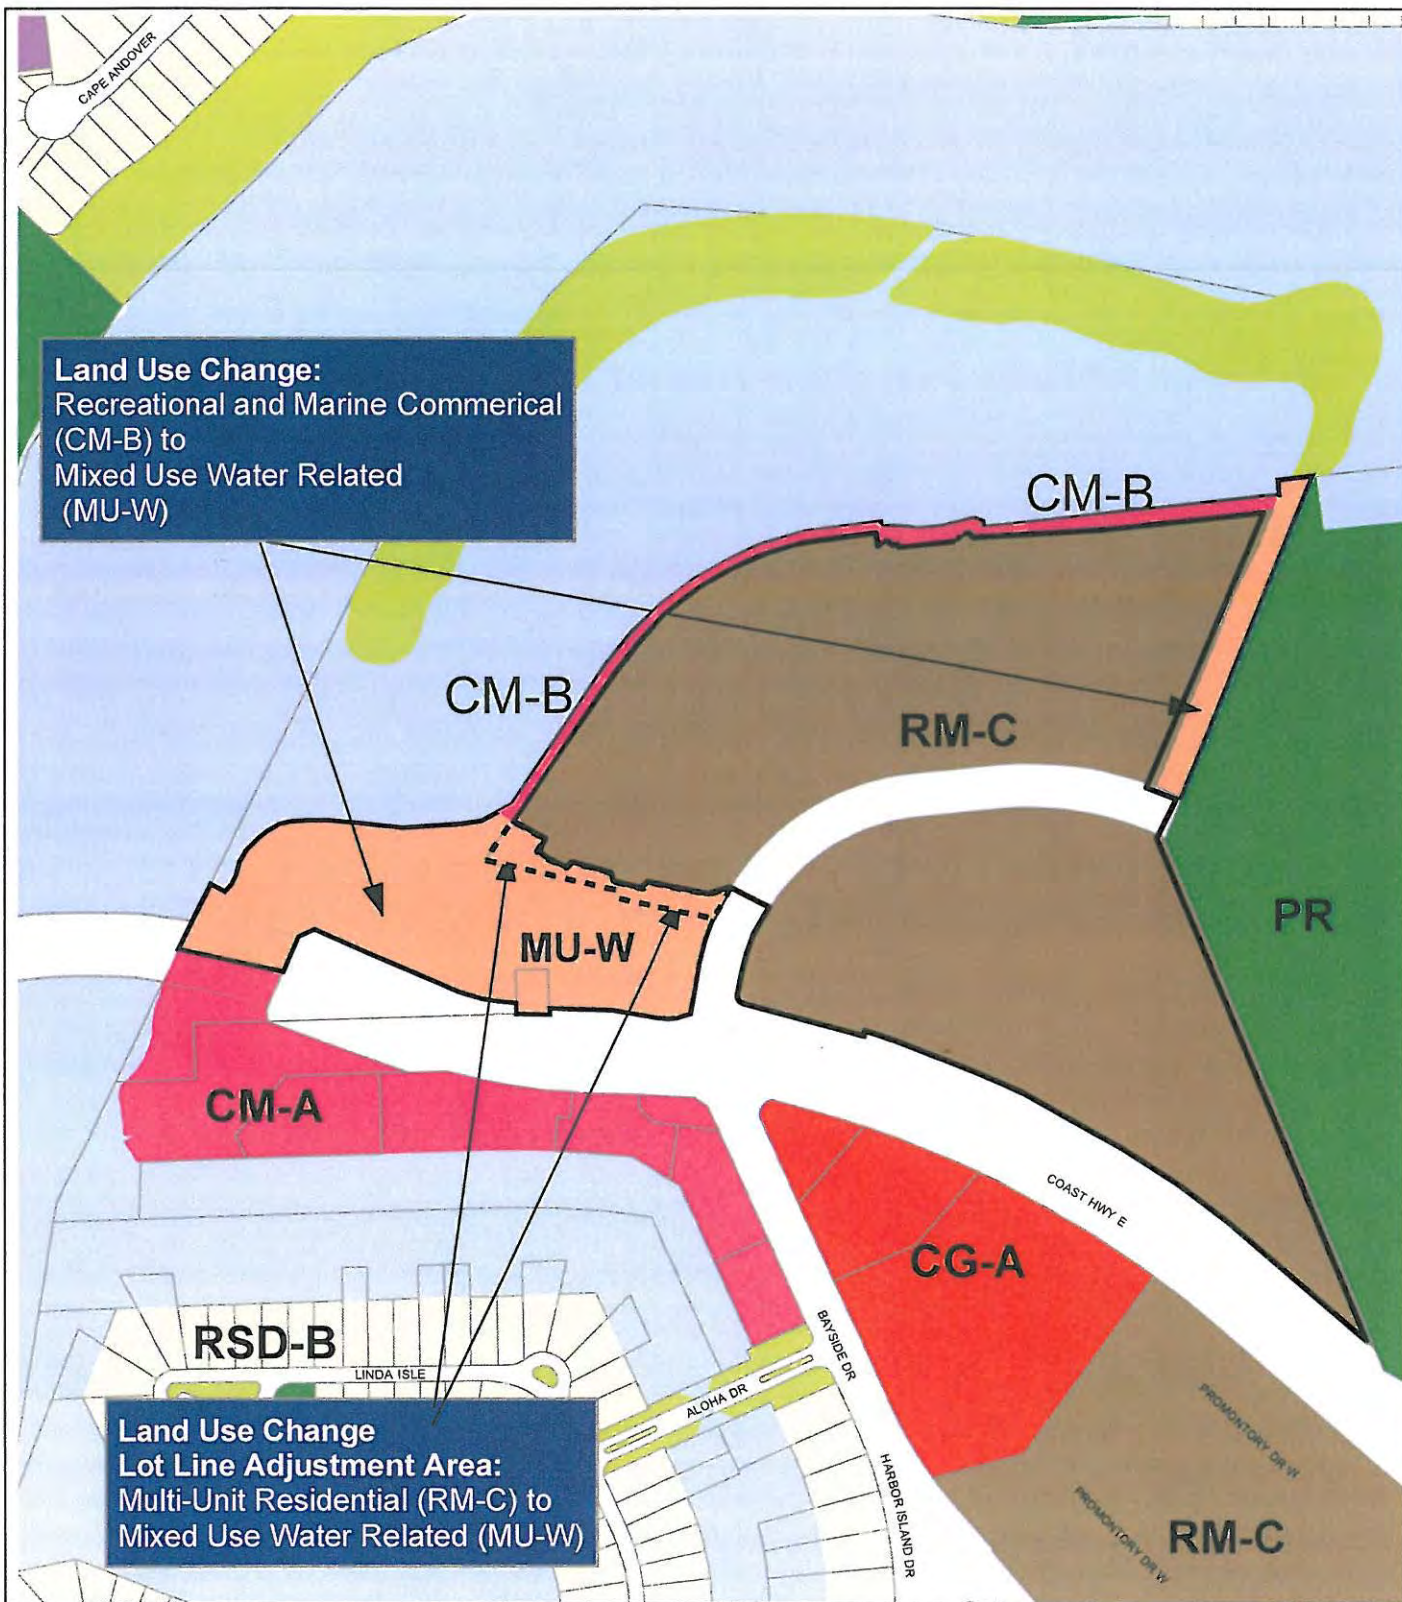 CAPE ANDOVER
Land Use Change:
Recreational and Marine Commerical
(CM-B) to
Mixed Use Water Related
(MU-W)
CM-B
CM-B
RM-C
PR
MU-W
CM-A
COAST HWY E
CG-A
RSD-B
LINDA ISLE
BAYSIDE DR
ALOHA DR
Land Use Change
Lot Line Adjustment Area:
Multi-Unit Residential (RM-C) to
Mixed Use Water Related (MU-W)
HARBOR ISLAND DR
PROMONTORY DR W
PROMONTORY DR W
RM-C